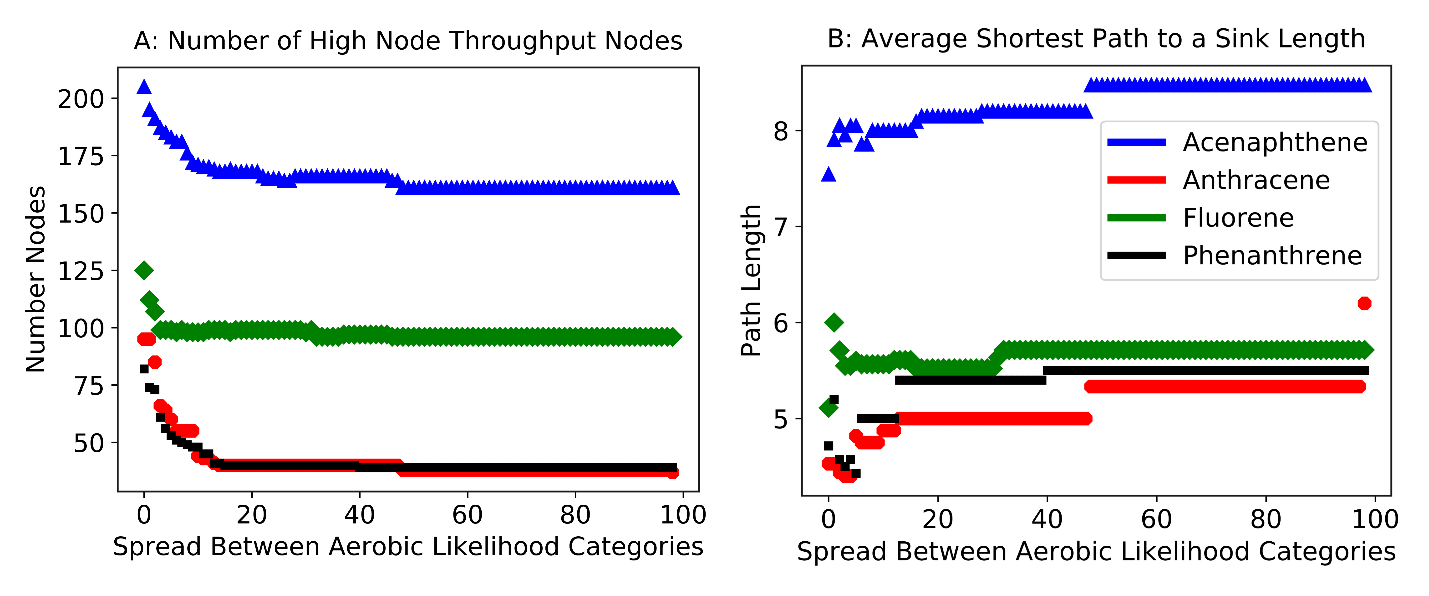 A: Number of High Node Throughput Nodes
Number Nodes
200
175
150
125
100
75
50
0 20 40 60 80 100
Spread Between Aerobic Likelihood Categories
B: Average Shortest Path to a Sink Length
Path Length
8
7
6
5
Acenaphthene
Anthracene
Fluorene
Phenanthrene
0 20 40 60 80 100
Spread Between Aerobic Likelihood Categories